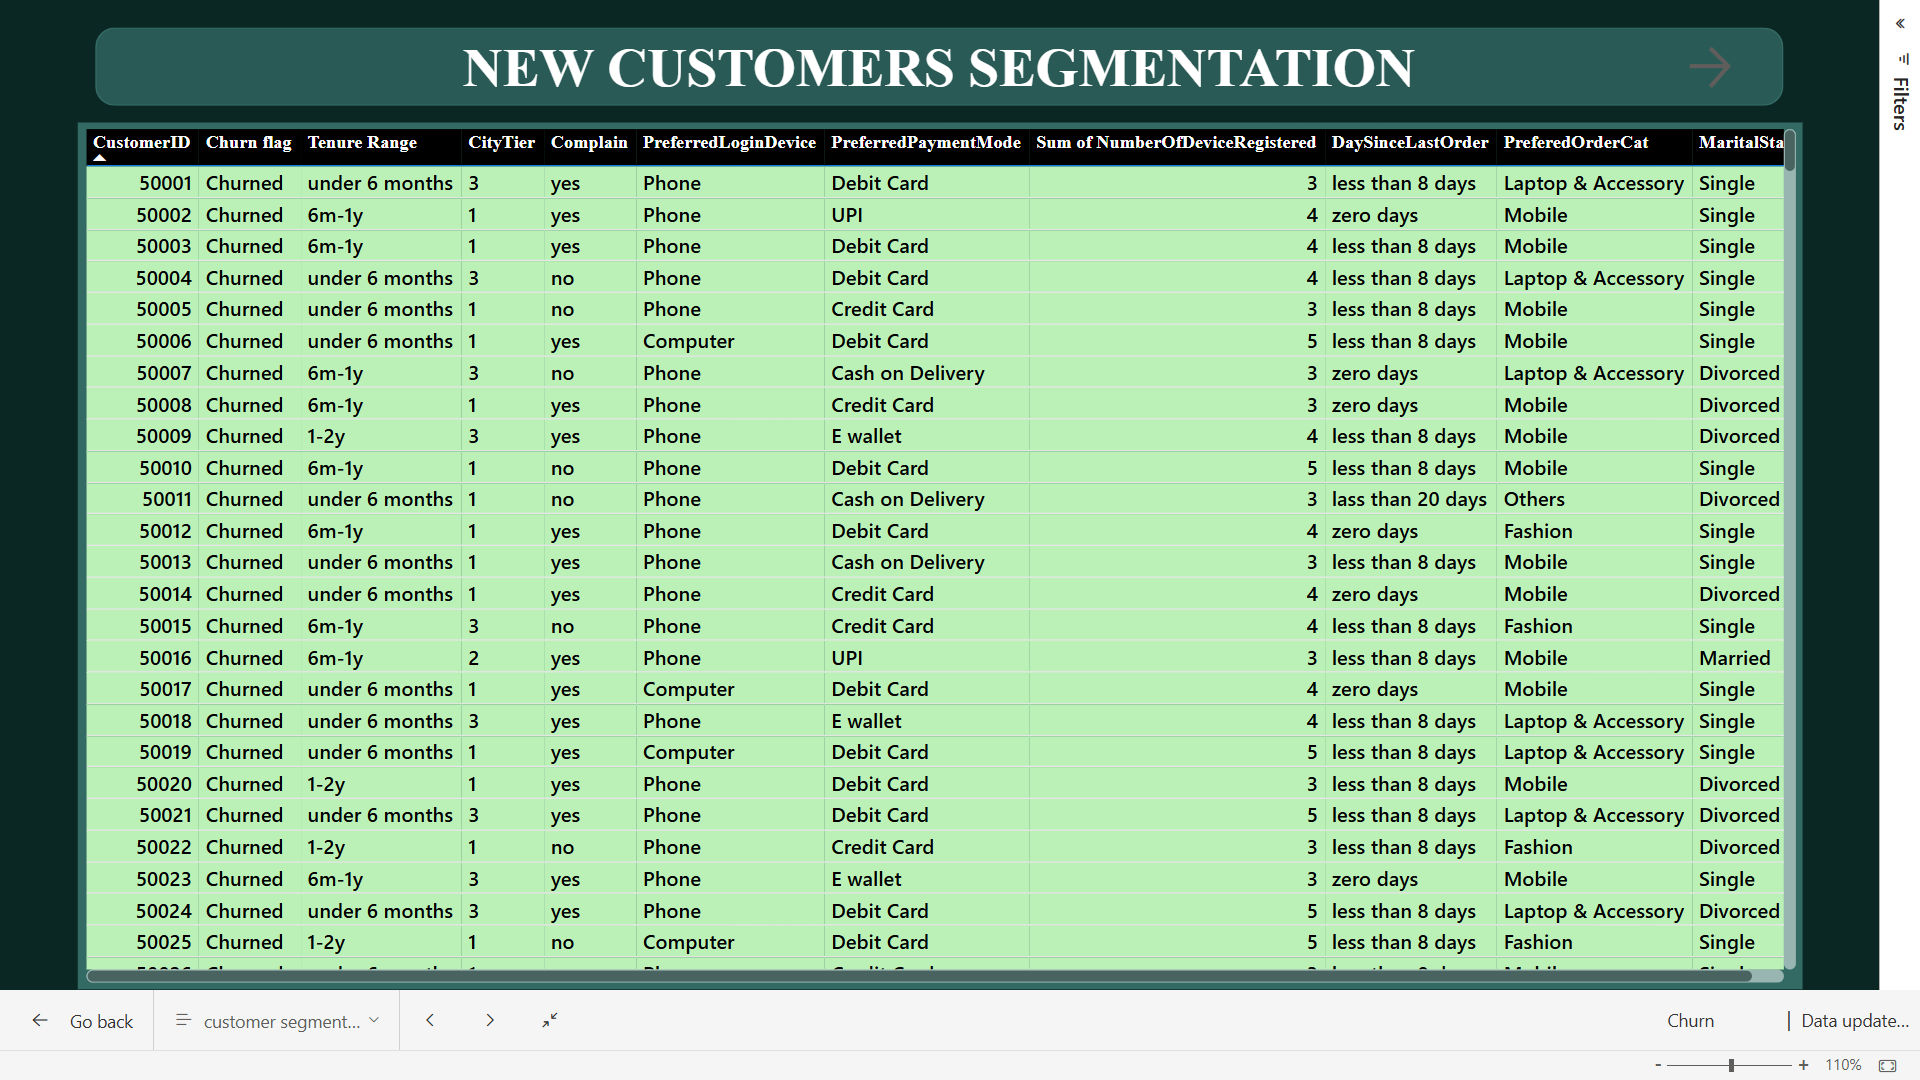 NEW CUSTOMERS SEGMENTATION
Filters
CustomerID Churn flag Tenure Range CityTier Complain PreferredLoginDevice PreferredPaymentMode Sum of NumberOfDeviceRegistered DaySinceLastOrder PreferedOrderCat MaritalSta
50001 Churned under 6 months 3 yes Phone Debit Card 3 less than 8 days Laptop & Accessory Single
50002 Churned 6m-1y 1 yes Phone UPI 4 zero days Mobile Single
50003 Churned 6m-1y 1 yes Phone Debit Card 4 less than 8 days Mobile Single
50004 Churned under 6 months 3 no Phone Debit Card 4 less than 8 days Laptop & Accessory Single
50005 Churned under 6 months 1 no Phone Credit Card 3 less than 8 days Mobile Single
50006 Churned under 6 months 1 yes Computer Debit Card 5 less than 8 days Mobile Single
50007 Churned 6m-1y 3 no Phone Cash on Delivery 3 zero days Laptop & Accessory Divorced
50008 Churned 6m-1y 1 yes Phone Credit Card 3 zero days Mobile Divorced
50009 Churned 1-2y 3 yes Phone E wallet 4 less than 8 days Mobile Divorced
50010 Churned 6m-1y 1 no Phone Debit Card 5 less than 8 days Mobile Single
50011 Churned under 6 months 1 no Phone Cash on Delivery 3 lass than 20 days Others Divorced
50012 Churned 6m-1y 1 yes Phone Debit Card 4 zero days Fashion Single
50013 Churned under 6 months 1 yes Phone Cash on Delivery 3 less than 8 days Mobile Single
50014 Churned under 6 months 1 yes Phone Credit Card 4 zero days Mobile Divorced
50015 Churned 6m-1y 3 no Phone Credit Card 4 less than 8 days Fashion Single
50016 Churned 6m-1y 2 yes Phone UPI 3 less than 8 days Mobile Married
50017 Churned under 6 months 1 yes Computer Debit Card 4 zero days Mobile Single
50018 Churned under 6 months 3 yes Phone E wallet 4 less than 8 days Laptop & Accessory Single
50019 Churned under 6 months 1 yes Computer Debit Card 5 less than 8 days Laptop & Accessory Single
50020 Churned 1-2y 1 yes Phone Debit Card 3 less than 8 days Mobile Divorced
50021 Churned under 6 months 3 yes Phone Debit Card 5 less than 8 days Laptop & Accessory Divorced
50022 Churned 1-2y 1 no Phone Credit Card 3 less than 8 days Fashion Divorced
50023 Churned 6m-1y 3 yes Phone E wallet 3 zero days Mobile Single
50024 Churned under 6 months 3 yes Phone Debit Card 5 less than 8 days Laptop & Accessory Divorced
50025 Churned 1-2y 1 no Computer Debit Card 5 less than 8 days Fashion Single
Go back customer segment... Churn | Data update...
- + 110%